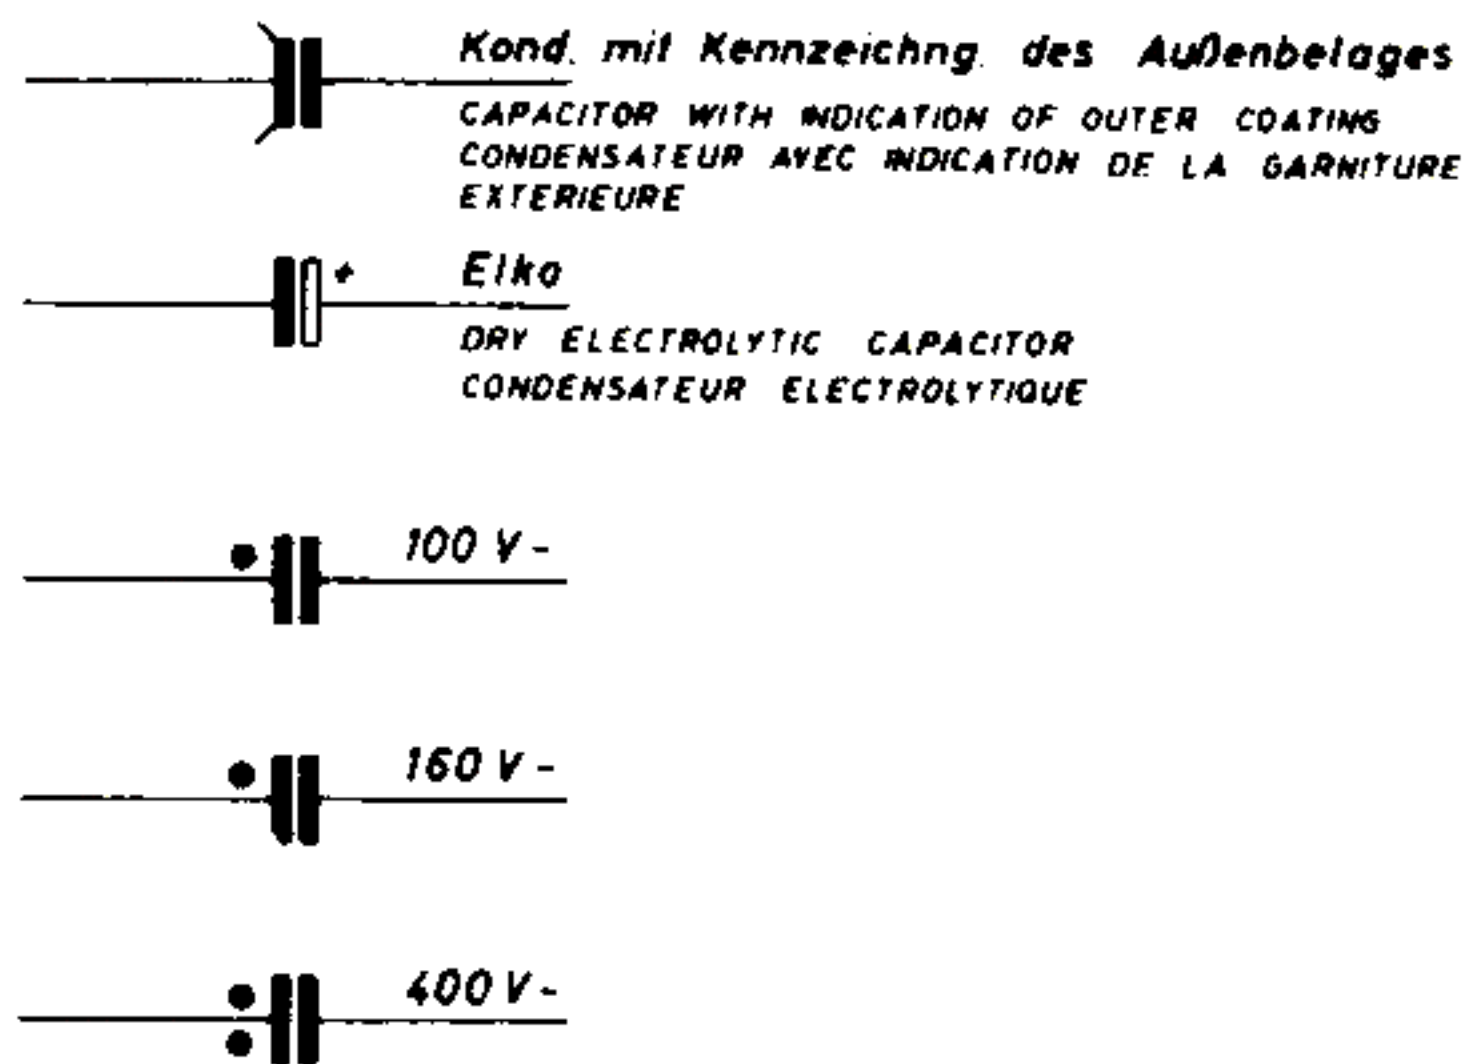 Kond. mit Kennzeichng. des Außenbelages
CAPACITOR WITH INDICATION OF OUTER COATING
CONDENSATEUR AVEC INDICATION DE LA GARNITURE
EXTERIEURE
+
Elko
DRY ELECTROLYTIC CAPACITOR
CONDENSATEUR ELECTROLYTIQUE
100 V -
160 V -
400 V -